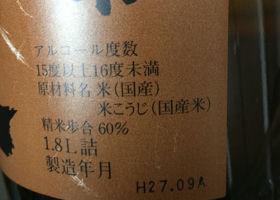 アルコール度数
15度以上16度未満
原材料名 米(国産)
米こうじ(国産米)
精米歩合 60%
1.8L詰
製造年月
H27.09A